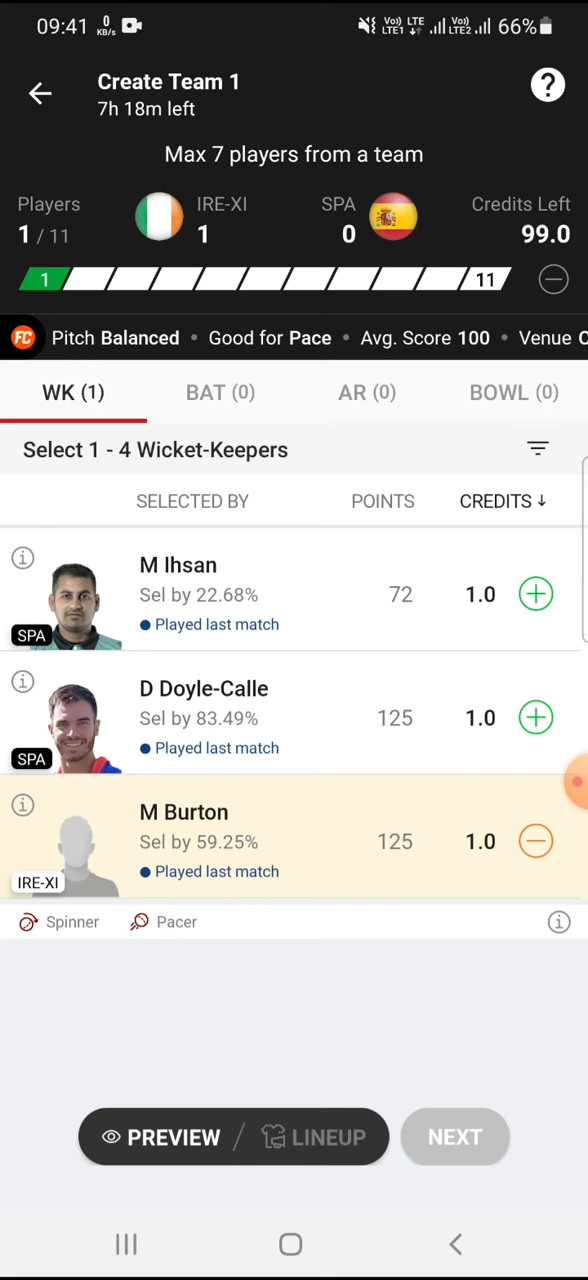 09:41 0 KB/s Vo) LTE Vo) 66%
LTE1 LTE2
Create Team 1
7h 18m left
?
Max 7 players from a team
Players IRE-XI SPA Credits Left
1 / 11 1 0 99.0
1 11
FC Pitch Balanced • Good for Pace • Avg. Score 100 • Venue
WK (1) BAT (0) AR (0) BOWL (0)
Select 1 - 4 Wicket-Keepers
SELECTED BY POINTS CREDITS ↓
M Ihsan
Sel by 22.68% 72 1.0
Played last match
SPA
D Doyle-Calle
Sel by 83.49% 125 1.0
Played last match
SPA
M Burton
Sel by 59.25% 125 1.0
Played last match
IRE-XI
Spinner Pacer
PREVIEW / LINEUP NEXT